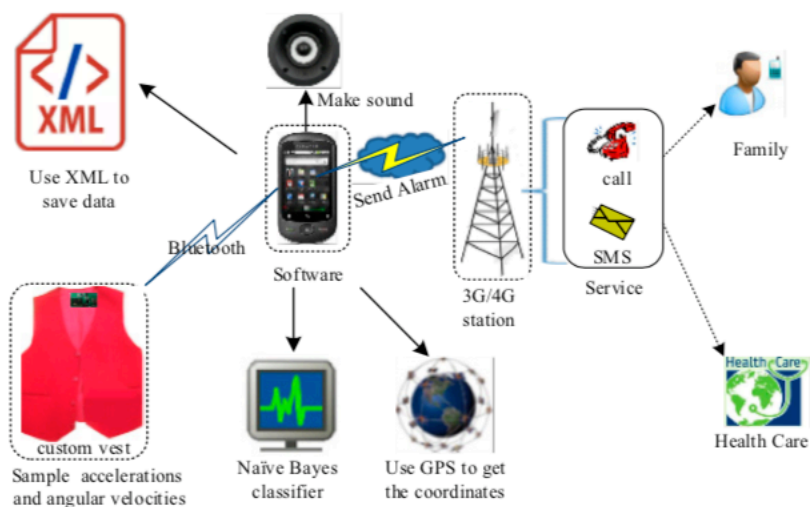 </>
XML
Use XML to
save data
Make sound
Send Alarm
Bluetooth
Software
3G/4G
station
call
SMS
Service
Family
Health Care
Health Care
custom vest
Sample accelerations
and angular velocities
Naïve Bayes
classifier
Use GPS to get
the coordinates